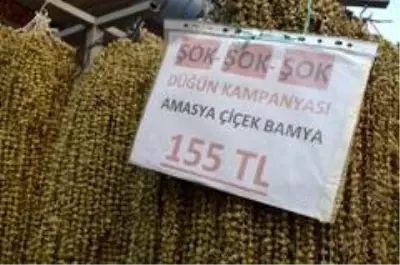 ŞOK- ŞOK- ŞOK
DÜĞÜN KAMPANYASI
AMASYA ÇİÇEK BAMYA
155 TL